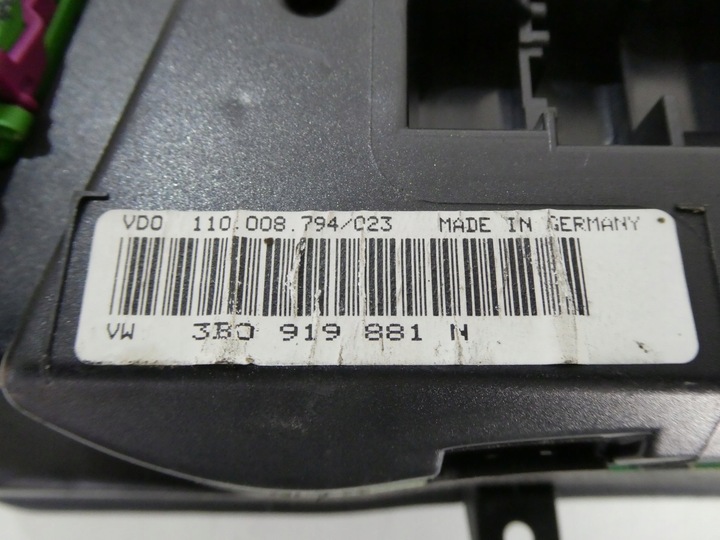 VDO 110.008.794/023 MADE IN GERMANY
VW 3B0 919 881 N